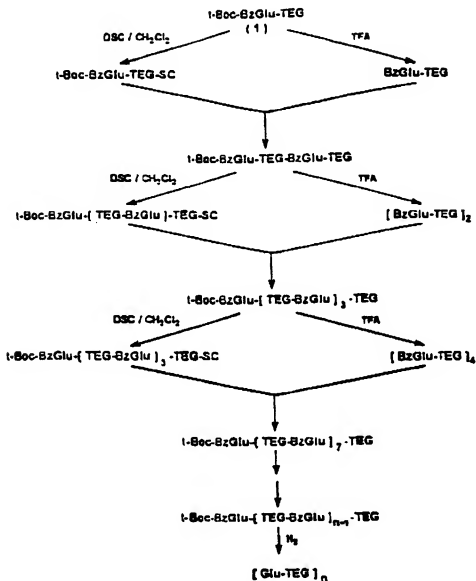 t-Boc-BzGlu-TEG
(1)
DSC / CH₂Cl₂ TFA
t-Boc-BzGlu-TEG-SC BzGlu-TEG
t-Boc-BzGlu-TEG-BzGlu-TEG
DSC / CH₂Cl₂ TFA
t-Boc-BzGlu-[ TEG-BzGlu ]-TEG-SC [ BzGlu-TEG ]₂
t-Boc-BzGlu-[ TEG-BzGlu ]₃-TEG
DSC / CH₂Cl₂ TFA
t-Boc-BzGlu-[ TEG-BzGlu ]₃-TEG-SC [ BzGlu-TEG ]₄
t-Boc-BzGlu-[ TEG-BzGlu ]₇-TEG
t-Boc-BzGlu-[ TEG-BzGlu ]ₙ₋₁-TEG
H₂
[ Glu-TEG ]ₙ